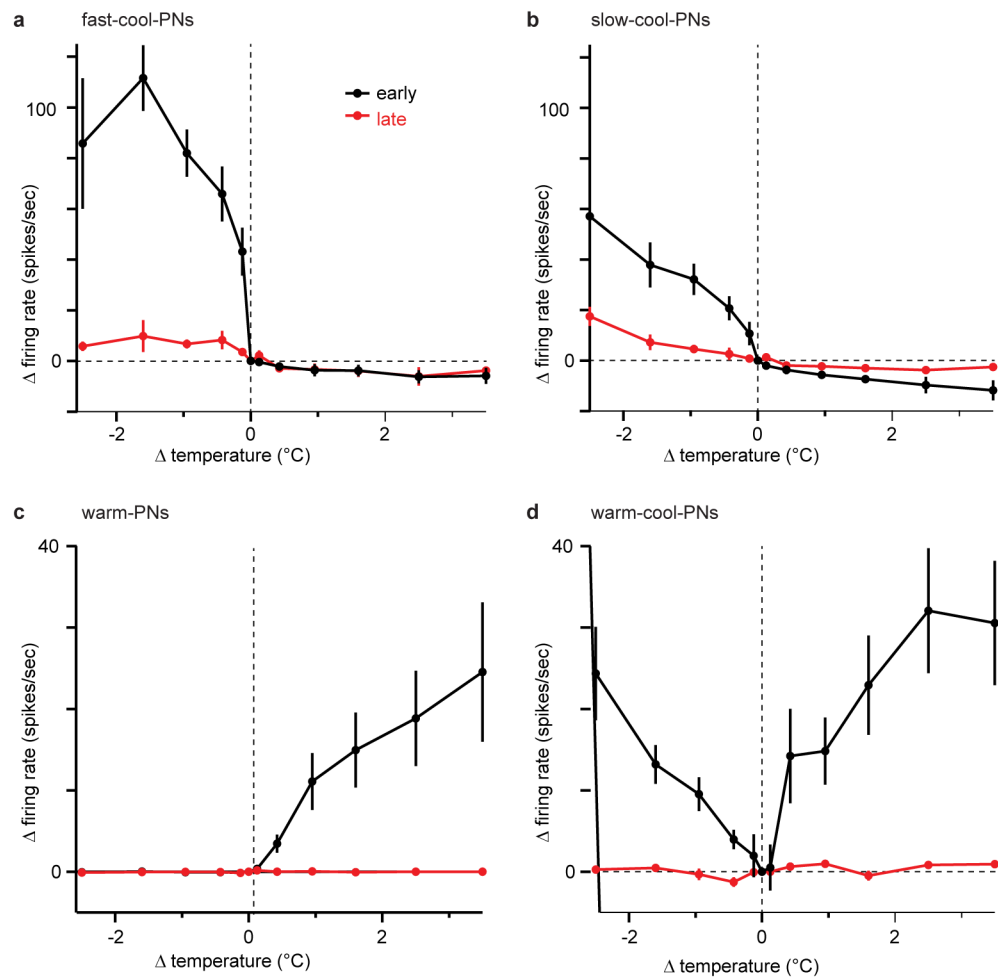 a fast-cool-PNs
b slow-cool-PNs
early
late
100
0
Δ firing rate (spikes/sec)
-2 0 2
Δ temperature (°C)
100
0
Δ firing rate (spikes/sec)
-2 0 2
Δ temperature (°C)
c warm-PNs
d warm-cool-PNs
40
0
Δ firing rate (spikes/sec)
-2 0 2
Δ temperature (°C)
40
0
Δ firing rate (spikes/sec)
-2 0 2
Δ temperature (°C)